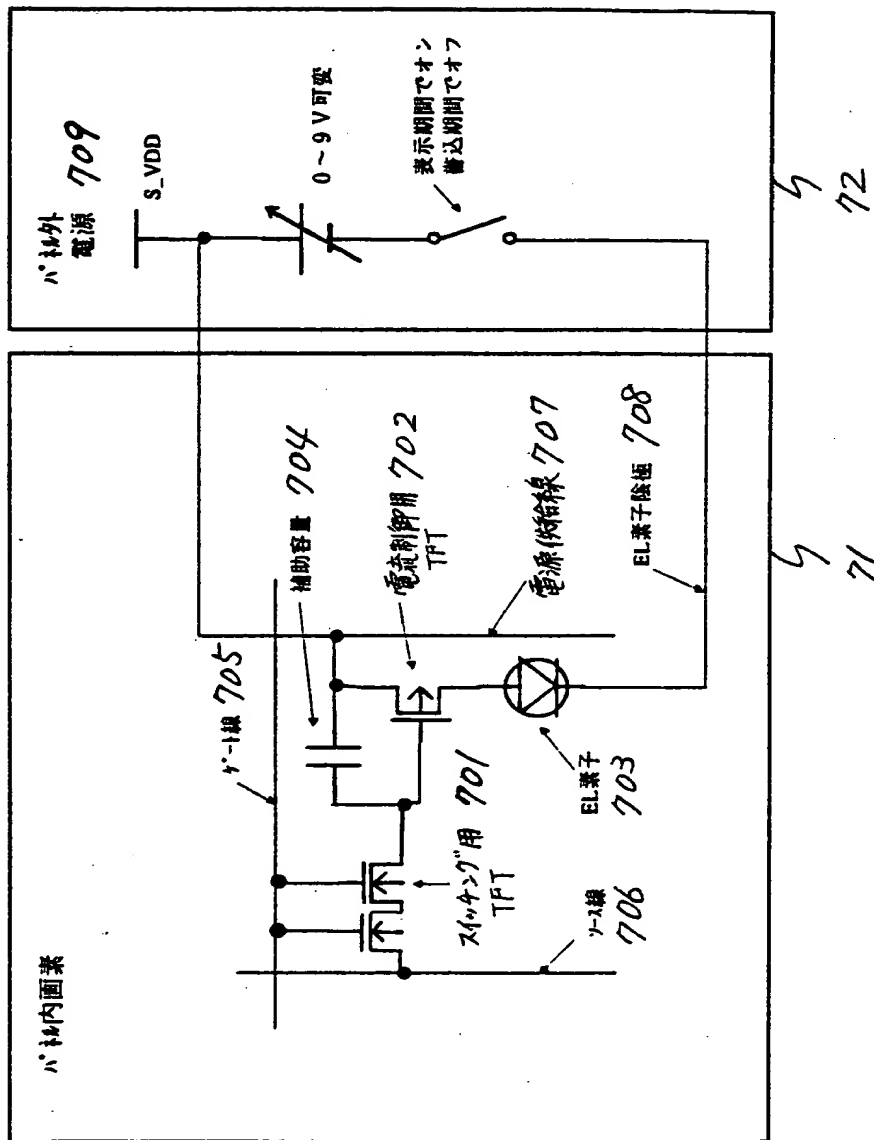 パネル内画素
ゲート線 705
補助容量 704
電流制御用 702
TFT
電源供給線 707
EL素子陰極 708
スイッチング用 701
TFT
EL素子
703
ソース線
706
71
パネル外
電源 709
S_VDD
0～9V可変
表示期間でオン
書込期間でオフ
72